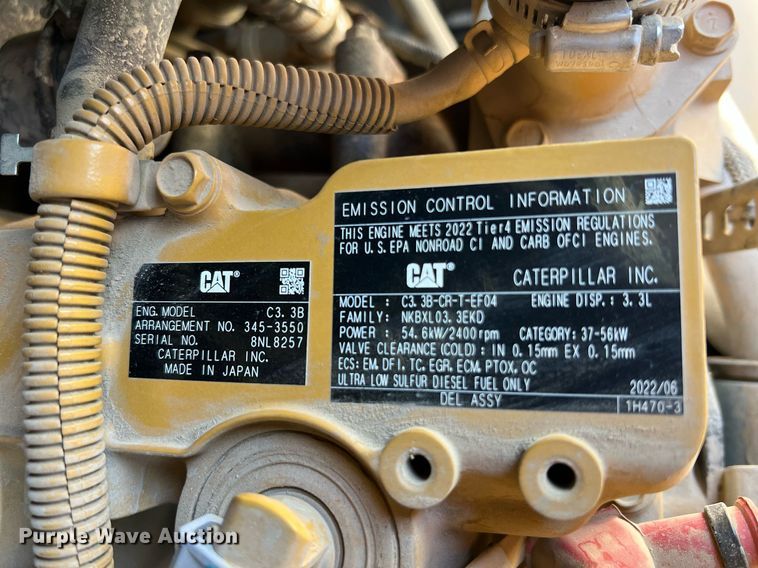 CAT®
ENG. MODEL C3.3B
ARRANGEMENT NO. 345-3550
SERIAL NO. 8NL8257
CATERPILLAR INC.
MADE IN JAPAN
EMISSION CONTROL INFORMATION
THIS ENGINE MEETS 2022 Tier4 EMISSION REGULATIONS
FOR U.S. EPA NONROAD CI AND CARB OFCI ENGINES.
CAT® CATERPILLAR INC.
MODEL : C3.3B-CR-T-EF04 ENGINE DISP.: 3.3L
FAMILY: NKBXL03.3EKD
POWER : 54.6kW/2400rpm CATEGORY: 37-56kW
VALVE CLEARANCE(COLD): IN 0.15mm EX 0.15mm
ECS: EM, DFI, TC, EGR, ECM, PTOX, OC
ULTRA LOW SULFUR DIESEL FUEL ONLY 2022/06
DEL ASSY 1H470-3
Purple Wave Auction